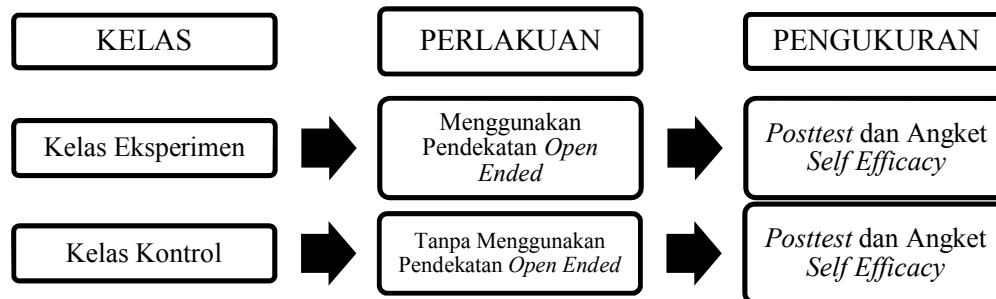 KELAS
PERLAKUAN
PENGUKURAN
Kelas Eksperimen
Menggunakan
Pendekatan Open
Ended
Posttest dan Angket
Self Efficacy
Kelas Kontrol
Tanpa Menggunakan
Pendekatan Open Ended
Posttest dan Angket
Self Efficacy